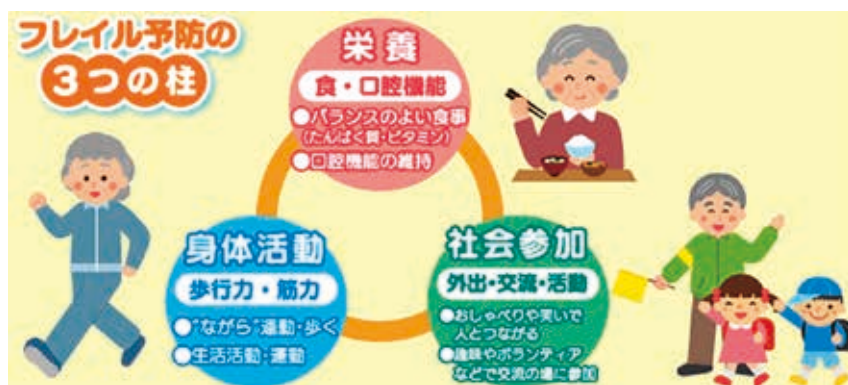 フレイル予防の
3つの柱
栄養
食・口腔機能
●バランスのよい食事
(たんぱく質・ビタミン)
●口腔機能の維持
身体活動
歩行力・筋力
●“ながら”運動・歩く
●生活活動・運動
社会参加
外出・交流・活動
●おしゃべりや笑いで
人とつながる
●趣味やボランティア
などで交流の場に参加